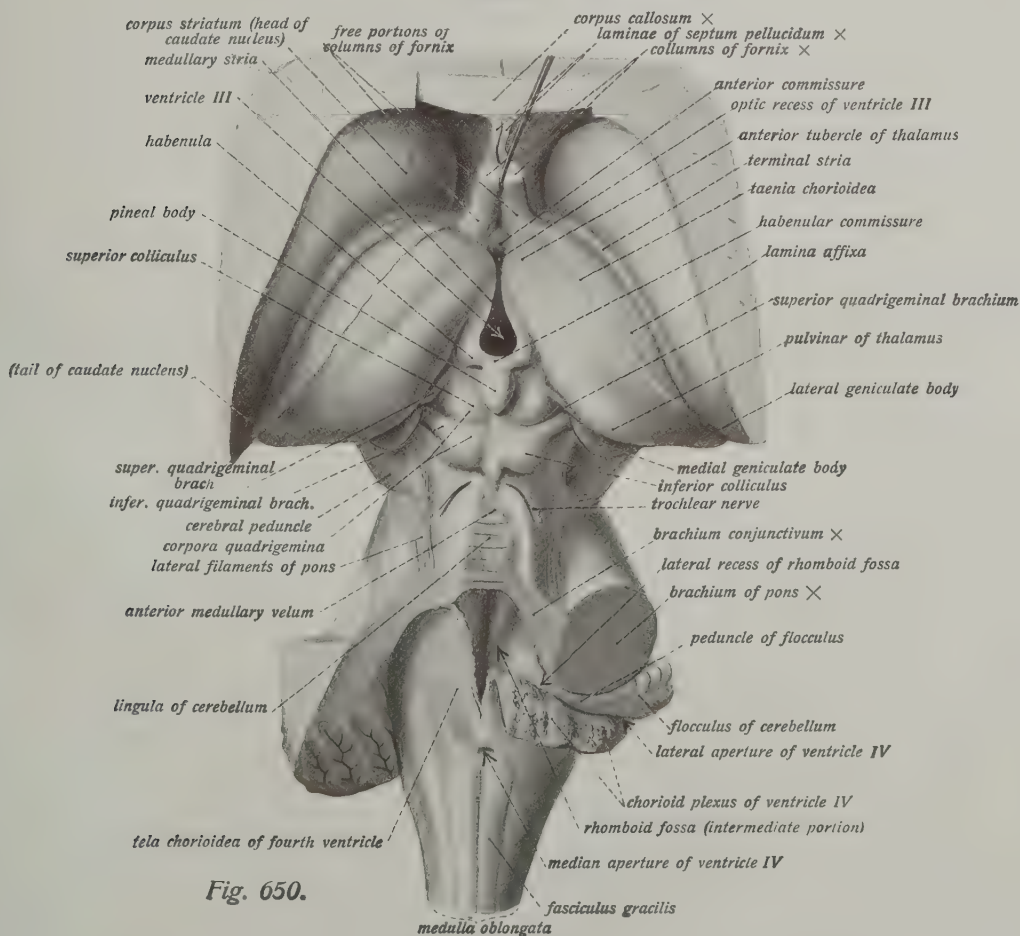 corpus striatum (head of
caudate nucleus)
medullary stria
ventricle III
habenula
pineal body
superior colliculus
(tail of caudate nucleus)
super. quadrigeminal
brach
infer. quadrigeminal brach.
cerebral peduncle
corpora quadrigemina
lateral filaments of pons
anterior medullary velum
lingula of cerebellum
tela chorioidea of fourth ventricle
Fig. 650.
free portions of
columns of fornix
corpus callosum ×
laminae of septum pellucidum ×
collumns of fornix ×
anterior commissure
optic recess of ventricle III
anterior tubercle of thalamus
terminal stria
taenia chorioidea
habenular commissure
lamina affixa
superior quadrigeminal brachium
pulvinar of thalamus
lateral geniculate body
medial geniculate body
inferior colliculus
trochlear nerve
brachium conjunctivum ×
lateral recess of rhomboid fossa
brachium of pons ×
peduncle of flocculus
flocculus of cerebellum
lateral aperture of ventricle IV
chorioid plexus of ventricle IV
rhomboid fossa (intermediate portion)
median aperture of ventricle IV
fasciculus gracilis
medulla oblongata